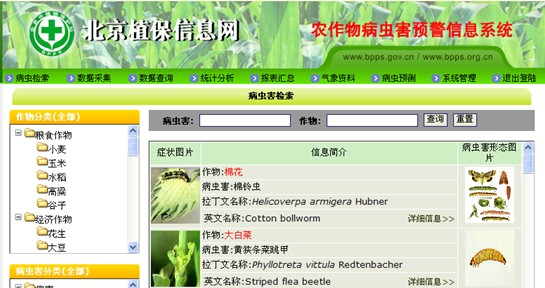 北京植保信息网
农作物病虫害预警信息系统
www.bpps.gov.cn / www.bpps.org.cn
病虫检索 数据采集 数据查询 统计分析 报表汇总 气象资料 病虫预例 系统管理 退出登陆
病虫害检索
作物分类(全部)
粮食作物
小麦
玉米
水稻
高粱
谷子
经济作物
花生
大豆
病虫害分类(全部)
病虫害: 作物: 查询 重置
症状图片 信息简介 病虫害形态图片
作物:棉花
病虫害:棉铃虫
拉丁文名称:Helicoverpa armigera Hubner
英文名称:Cotton bollworm 详细信息>>
作物:大白菜
病虫害:黄狭条菜跳甲
拉丁文名称:Phyllotreta vittula Redtenbacher
英文名称:Striped flea beetle 详细信息>>